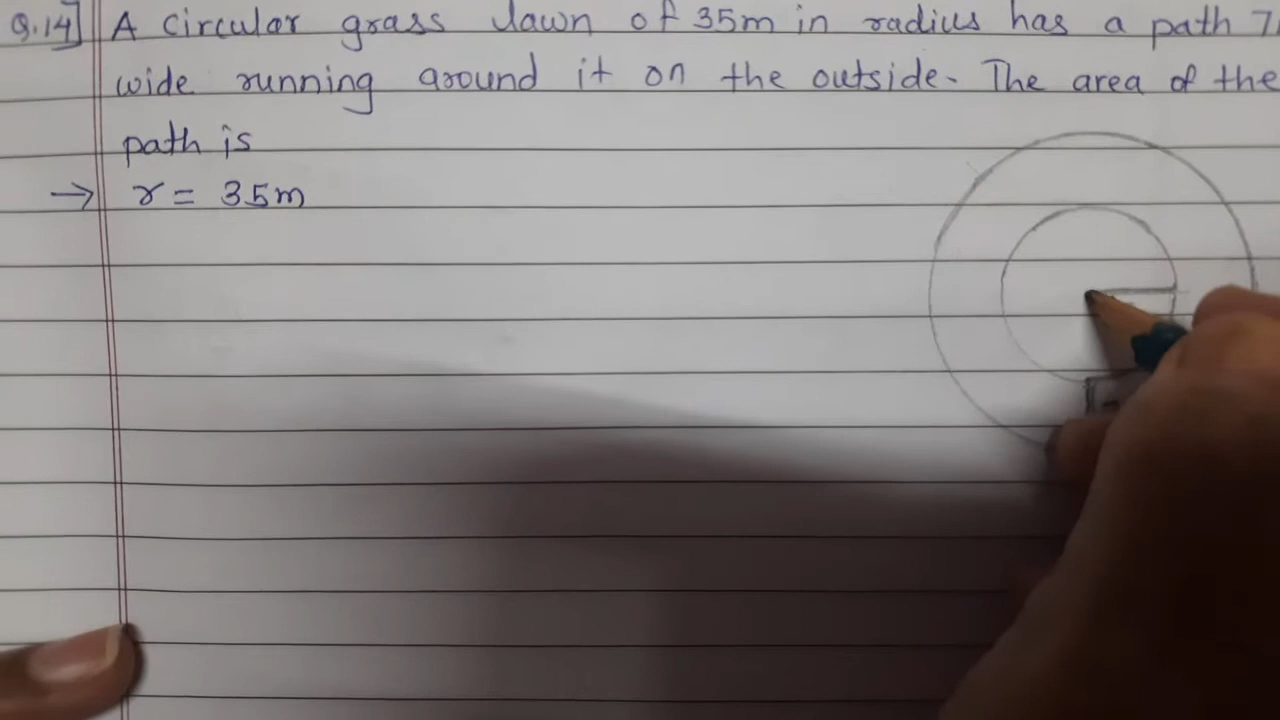 Q.14] A circular grass lawn of 35m in radius has a path 7
wide running around it on the outside. The area of the
path is
→ r = 35m